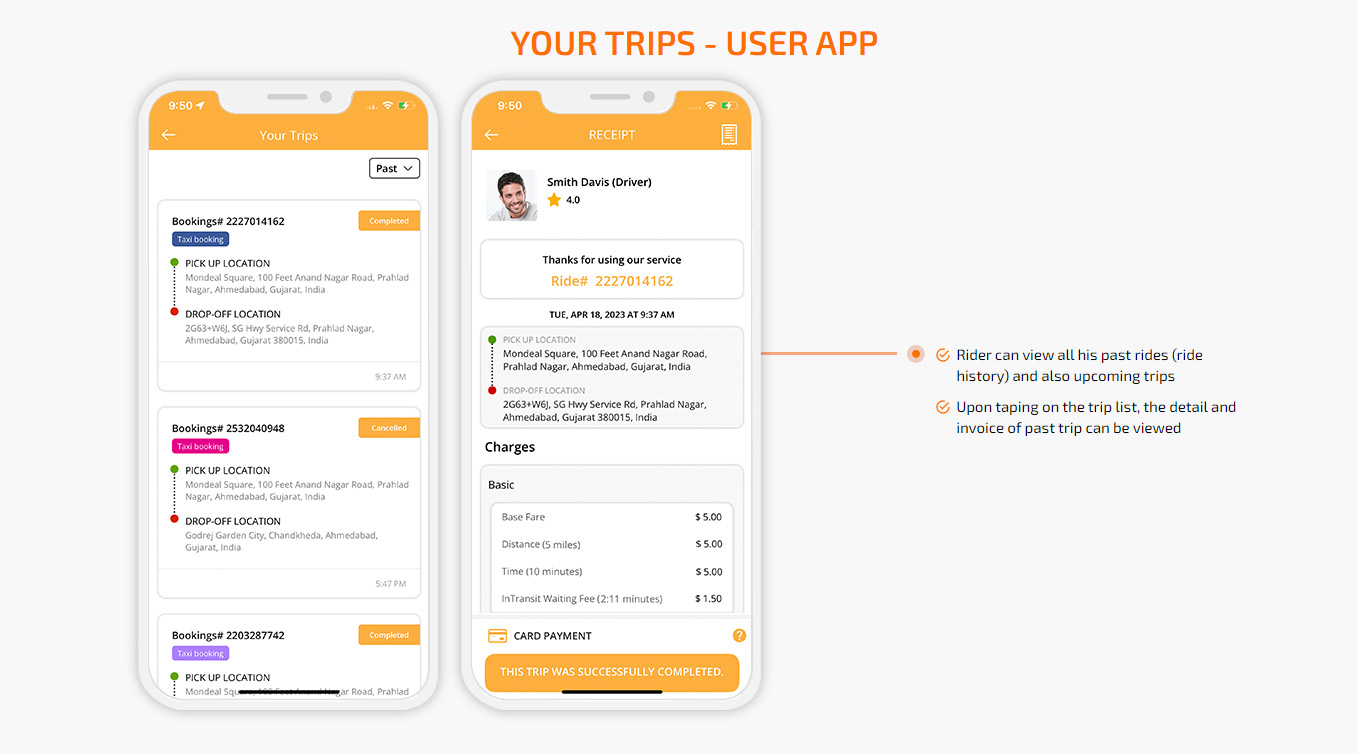 YOUR TRIPS - USER APP
9:50
Your Trips
Past
Bookings# 2227014162
Completed
Taxi booking
PICK UP LOCATION
Mondeal Square, 100 Feet Anand Nagar Road, Prahlad
Nagar, Ahmedabad, Gujarat, India
DROP-OFF LOCATION
2G63+W6J, SG Hwy Service Rd, Prahlad Nagar,
Ahmedabad, Gujarat 380015, India
9:37 AM
Bookings# 2532040948
Cancelled
Taxi booking
PICK UP LOCATION
Mondeal Square, 100 Feet Anand Nagar Road, Prahlad
Nagar, Ahmedabad, Gujarat, India
DROP-OFF LOCATION
Godrej Garden City, Chandkheda, Ahmedabad,
Gujarat, India
5:47 PM
Bookings# 2203287742
Completed
Taxi booking
PICK UP LOCATION
Mondeal Square, 100 Feet Anand Nagar Road, Prahlad
9:50
RECEIPT
Smith Davis (Driver)
4.0
Thanks for using our service
Ride# 2227014162
TUE, APR 18, 2023 AT 9:37 AM
PICK UP LOCATION
Mondeal Square, 100 Feet Anand Nagar Road,
Prahlad Nagar, Ahmedabad, Gujarat, India
DROP-OFF LOCATION
2G63+W6J, SG Hwy Service Rd, Prahlad Nagar,
Ahmedabad, Gujarat 380015, India
Charges
Basic
Base Fare $ 5.00
Distance (5 miles) $ 5.00
Time (10 minutes) $ 5.00
InTransit Waiting Fee (2:11 minutes) $ 1.50
CARD PAYMENT
?
THIS TRIP WAS SUCCESSFULLY COMPLETED.
Rider can view all his past rides (ride
history) and also upcoming trips
Upon taping on the trip list, the detail and
invoice of past trip can be viewed